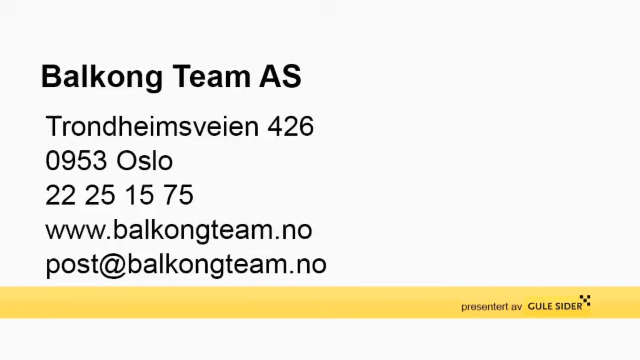 Balkong Team AS
Trondheimsveien 426
0953 Oslo
22 25 15 75
www.balkongteam.no
post@balkongteam.no
presentert av GULE SIDER